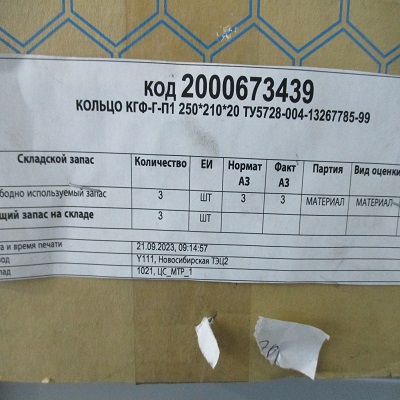 код 2000673439
КОЛЬЦО КГФ-Г-П1 250*210*20 ТУ5728-004-13267785-99
Складской запас Количество ЕИ Нормат АЗ Факт АЗ Партия Вид оценки
бодно используемый запас 3 шт 3 3 МАТЕРИАЛ МАТЕРИАЛ
щий запас на складе 3 шт
а и время печати 21.09.2023, 09:14:57
од Y111, Новосибирская ТЭЦ2
лад 1021, ЦС_МТР_1